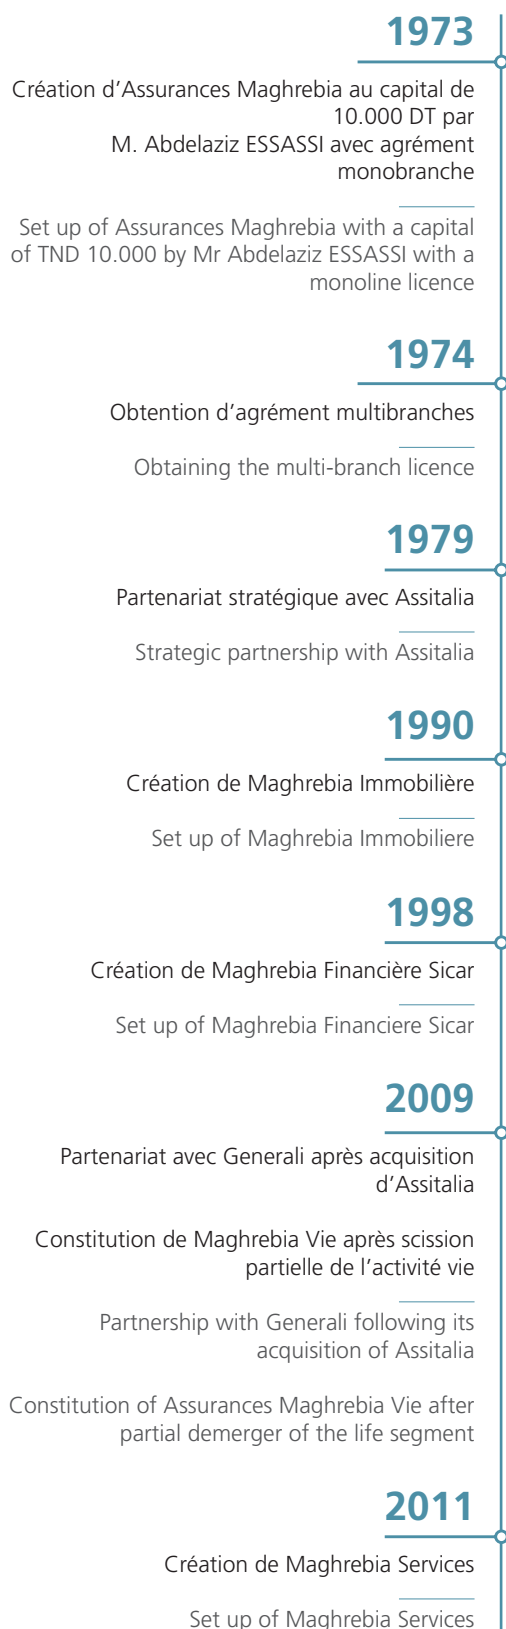 1973
Création d’Assurances Maghrebia au capital de
10.000 DT par
M. Abdelaziz ESSASSI avec agrément
monobranche
Set up of Assurances Maghrebia with a capital
of TND 10.000 by Mr Abdelaziz ESSASSI with a
monoline licence
1974
Obtention d’agrément multibranches
Obtaining the multi-branch licence
1979
Partenariat stratégique avec Assitalia
Strategic partnership with Assitalia
1990
Création de Maghrebia Immobilière
Set up of Maghrebia Immobiliere
1998
Création de Maghrebia Financière Sicar
Set up of Maghrebia Financiere Sicar
2009
Partenariat avec Generali après acquisition
d’Assitalia
Constitution de Maghrebia Vie après scission
partielle de l’activité vie
Partnership with Generali following its
acquisition of Assitalia
Constitution of Assurances Maghrebia Vie after
partial demerger of the life segment
2011
Création de Maghrebia Services
Set up of Maghrebia Services